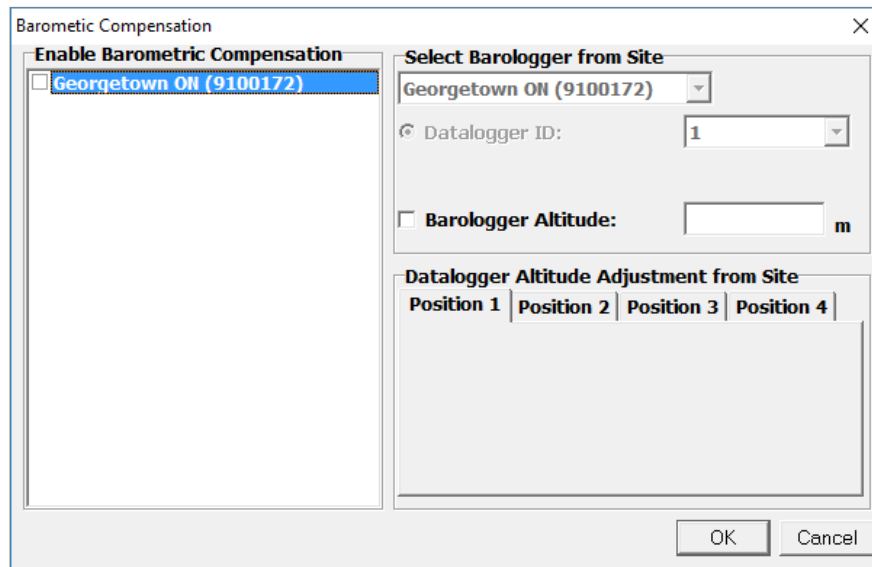 Barometic Compensation
Enable Barometric Compensation
Georgetown ON (9100172)
Select Barologger from Site
Georgetown ON (9100172)
Datalogger ID: 1
Barologger Altitude: m
Datalogger Altitude Adjustment from Site
Position 1 Position 2 Position 3 Position 4
OK Cancel